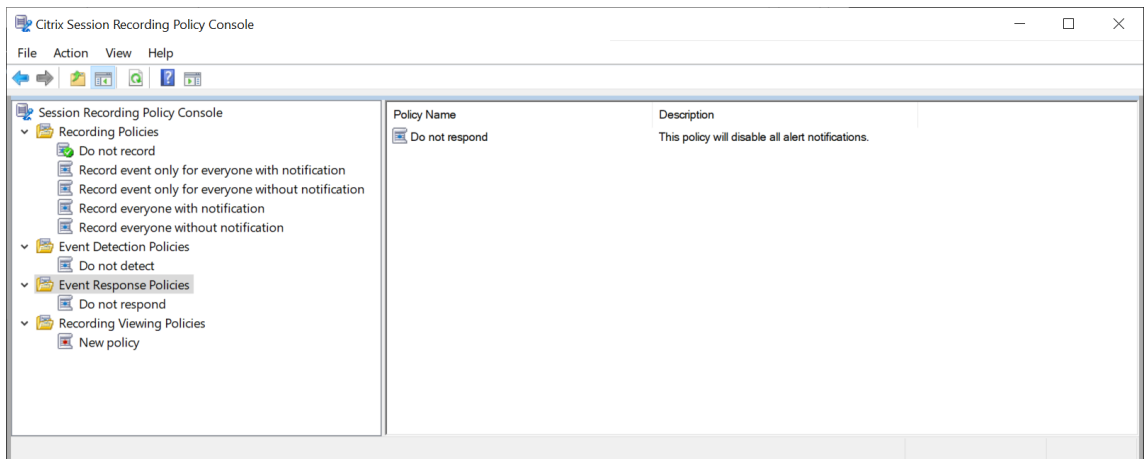 Citrix Session Recording Policy Console
File Action View Help
Session Recording Policy Console
Recording Policies
Do not record
Record event only for everyone with notification
Record event only for everyone without notification
Record everyone with notification
Record everyone without notification
Event Detection Policies
Do not detect
Event Response Policies
Do not respond
Recording Viewing Policies
New policy
Policy Name Description
Do not respond This policy will disable all alert notifications.